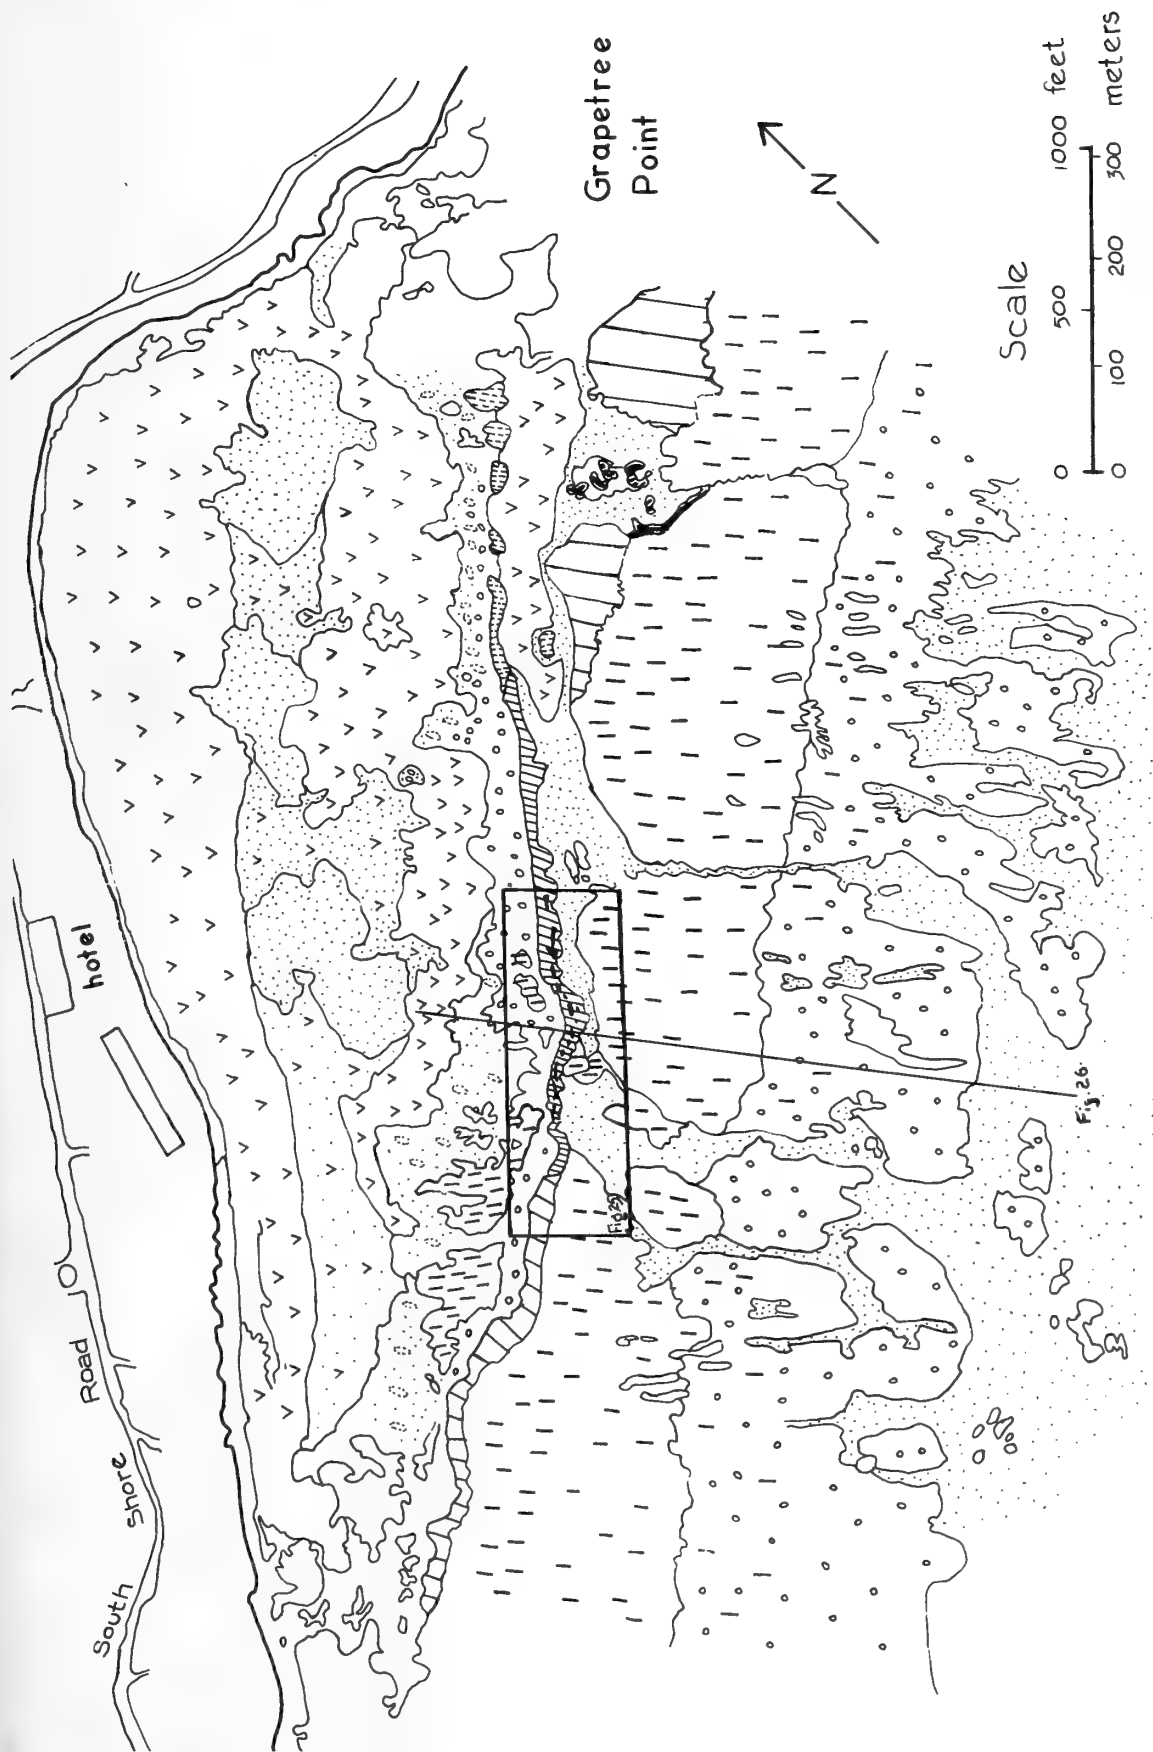 South Shore Road
hotel
Grapetree
Point
N
Scale
0 500 1000 feet
0 100 200 300 meters
Fig. 29
Fig. 26